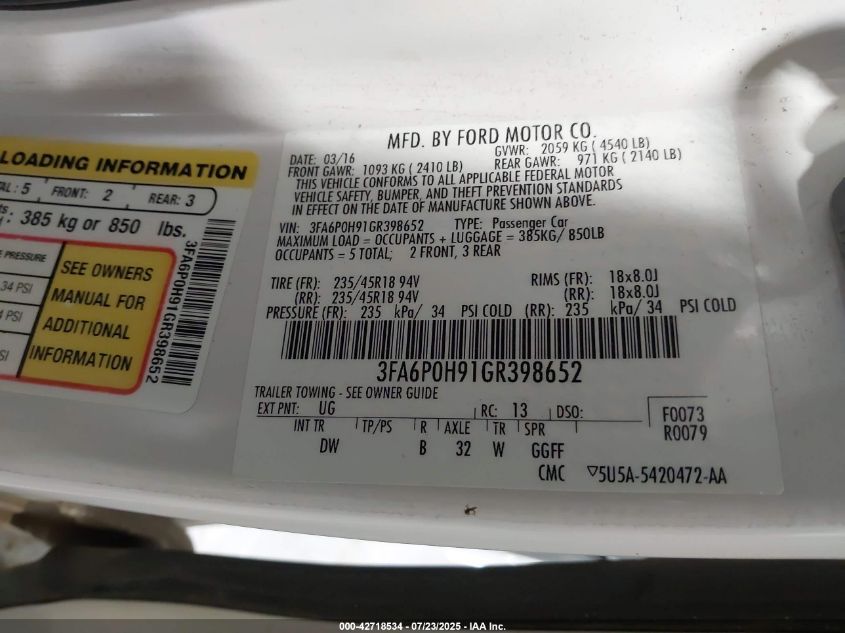 LOADING INFORMATION
5 FRONT: 2 REAR: 3
385 kg or 850 lbs.
PRESSURE
34 PSI
PSI
SEE OWNERS
MANUAL FOR
ADDITIONAL
INFORMATION
3FA6P0H91GR398652
MFD. BY FORD MOTOR CO.
DATE: 03/16 GVWR: 2059 KG ( 4540 LB)
FRONT GAWR: 1093 KG ( 2410 LB) REAR GAWR: 971 KG ( 2140 LB)
THIS VEHICLE CONFORMS TO ALL APPLICABLE FEDERAL MOTOR
VEHICLE SAFETY, BUMPER, AND THEFT PREVENTION STANDARDS
IN EFFECT ON THE DATE OF MANUFACTURE SHOWN ABOVE.
VIN: 3FA6P0H91GR398652 TYPE: Passenger Car
MAXIMUM LOAD = OCCUPANTS + LUGGAGE = 385KG/ 850LB
OCCUPANTS = 5 TOTAL; 2 FRONT, 3 REAR
TIRE (FR): 235/45R18 94V RIMS (FR): 18x8.0J
(RR): 235/45R18 94V (RR): 18x8.0J
PRESSURE (FR): 235 kPa/ 34 PSI COLD (RR): 235 kPa/ 34 PSI COLD
3FA6P0H91GR398652
TRAILER TOWING - SEE OWNER GUIDE
EXT PNT: UG RC: 13 DSO: F0073
INT TR TP/PS R AXLE TR SPR R0079
DW B 32 W GGFF
CMC ▽5U5A-5420472-AA
000-42718534 - 07/23/2025 - IAA Inc.